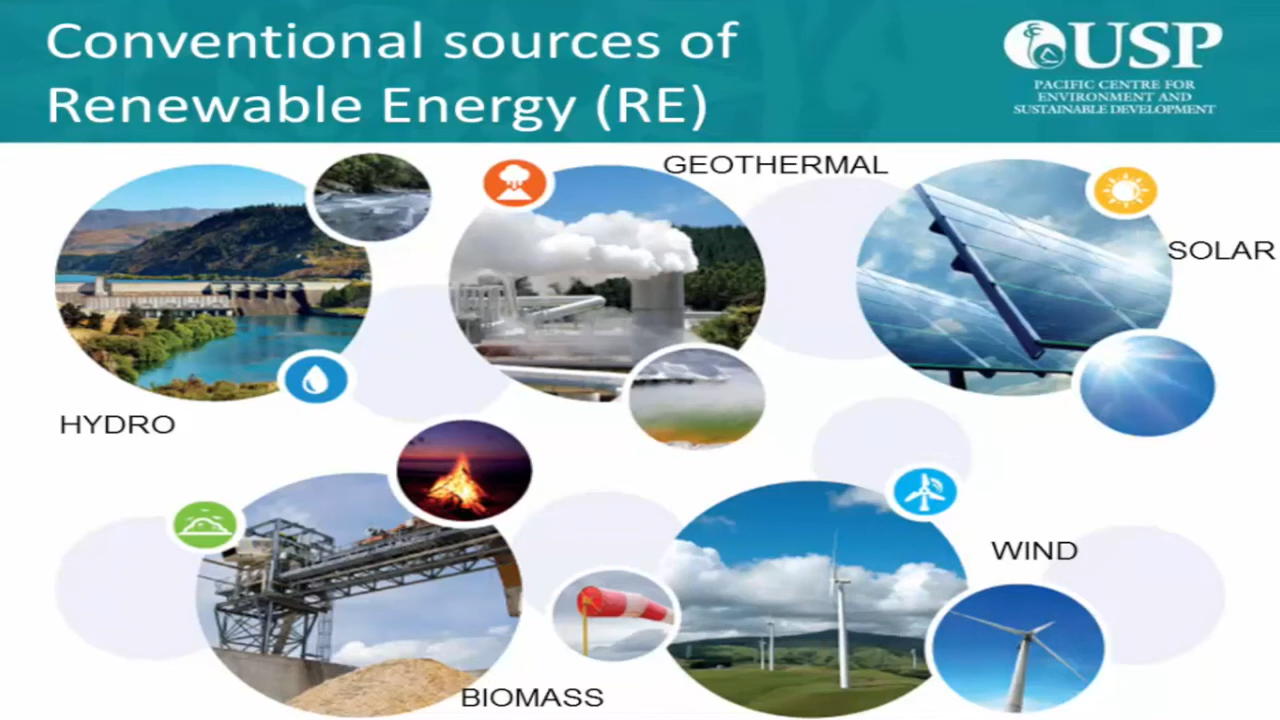 Conventional sources of
Renewable Energy (RE)
USP
PACIFIC CENTRE FOR
ENVIRONMENT AND
SUSTAINABLE DEVELOPMENT
GEOTHERMAL
SOLAR
HYDRO
WIND
BIOMASS